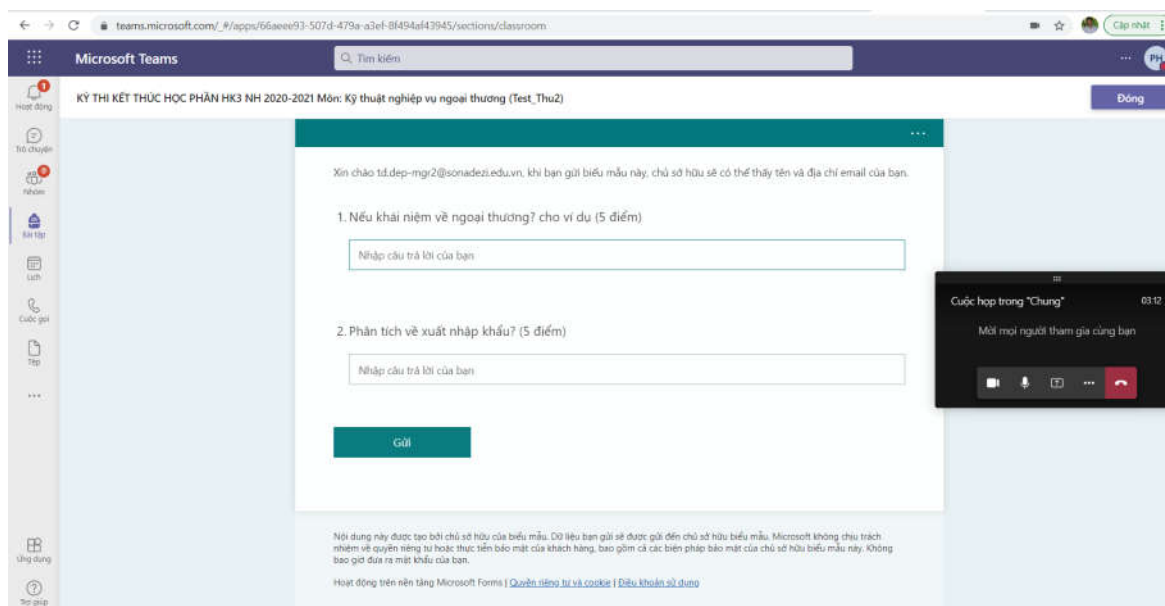 teams.microsoft.com/_#/apps/66aeee93-507d-479a-a3ef-8f494af43945/sections/classroom
Cập nhật
Microsoft Teams
Tìm kiếm
PH
KỲ THI KẾT THÚC HỌC PHẦN HK3 NH 2020-2021 Môn: Kỹ thuật nghiệp vụ ngoại thương (Test_Thu2)
Đóng
Hoạt động
Trò chuyện
Nhóm
Bài tập
Lịch
Cuộc gọi
Tệp
Ứng dụng
Trợ giúp
Xin chào td.dep-mgr2@sonadezi.edu.vn, khi bạn gửi biểu mẫu này, chủ sở hữu sẽ có thể thấy tên và địa chỉ email của bạn.
1. Nếu khái niệm về ngoại thương? cho ví dụ (5 điểm)
Nhập câu trả lời của bạn
2. Phân tích về xuất nhập khẩu? (5 điểm)
Nhập câu trả lời của bạn
Gửi
Cuộc họp trong "Chung"
03:12
Mời mọi người tham gia cùng bạn
Nội dung này được tạo bởi chủ sở hữu của biểu mẫu. Dữ liệu bạn gửi sẽ được gửi đến chủ sở hữu biểu mẫu. Microsoft không chịu trách
nhiệm về quyền riêng tư hoặc thực tiễn bảo mật của khách hàng, bao gồm cả các biện pháp bảo mật của chủ sở hữu biểu mẫu này. Không
bao giờ đưa ra mật khẩu của bạn.
Hoạt động trên nền tảng Microsoft Forms | Quyền riêng tư và cookie | Điều khoản sử dụng